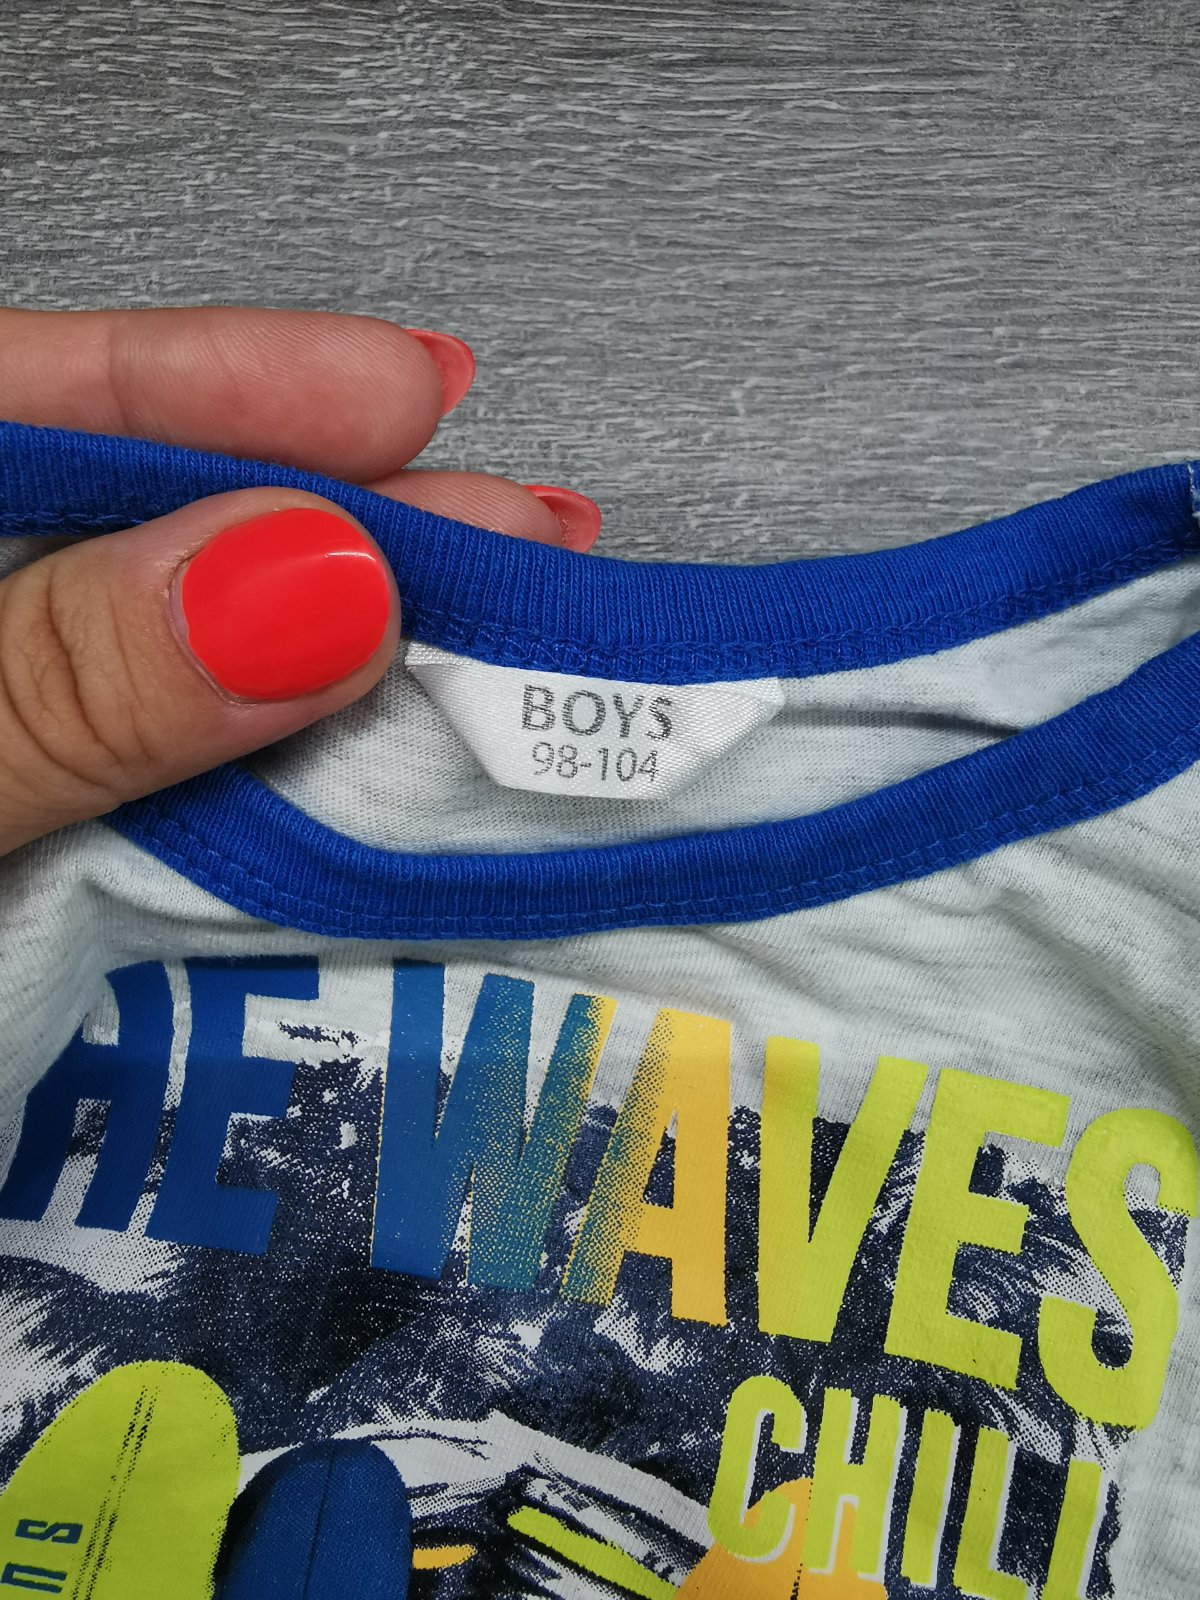 BOYS
98-104
HE WAVES
CHILL